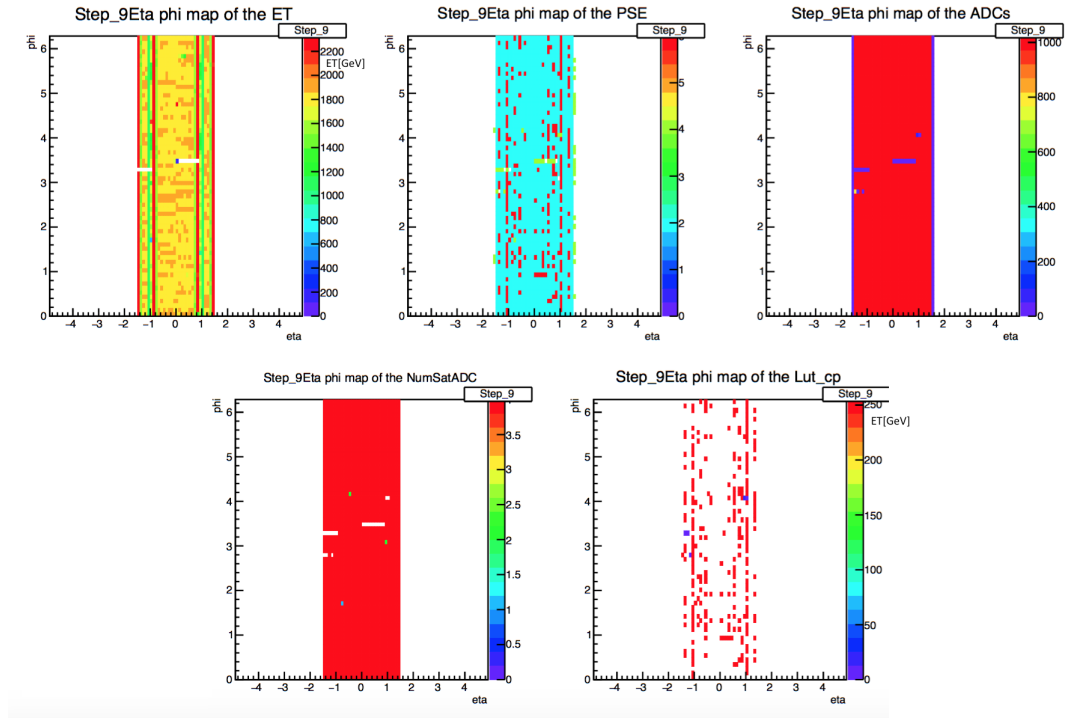 Step_9Eta phi map of the ET
Step_9
phi
6
5
4
3
2
1
0
−4 −3 −2 −1 0 1 2 3 4
eta
2200
ET[GeV]
2000
1800
1600
1400
1200
1000
800
600
400
200
0
Step_9Eta phi map of the PSE
Step_9
phi
6
5
4
3
2
1
0
−4 −3 −2 −1 0 1 2 3 4
eta
5
4
3
2
1
0
Step_9Eta phi map of the ADCs
Step_9
phi
6
5
4
3
2
1
0
−4 −3 −2 −1 0 1 2 3 4
eta
1000
800
600
400
200
0
Step_9Eta phi map of the NumSatADC
Step_9
phi
6
5
4
3
2
1
0
−4 −3 −2 −1 0 1 2 3 4
eta
3.5
3
2.5
2
1.5
1
0.5
0
Step_9Eta phi map of the Lut_cp
Step_9
phi
6
5
4
3
2
1
0
−4 −3 −2 −1 0 1 2 3 4
eta
250
ET[GeV]
200
150
100
50
0